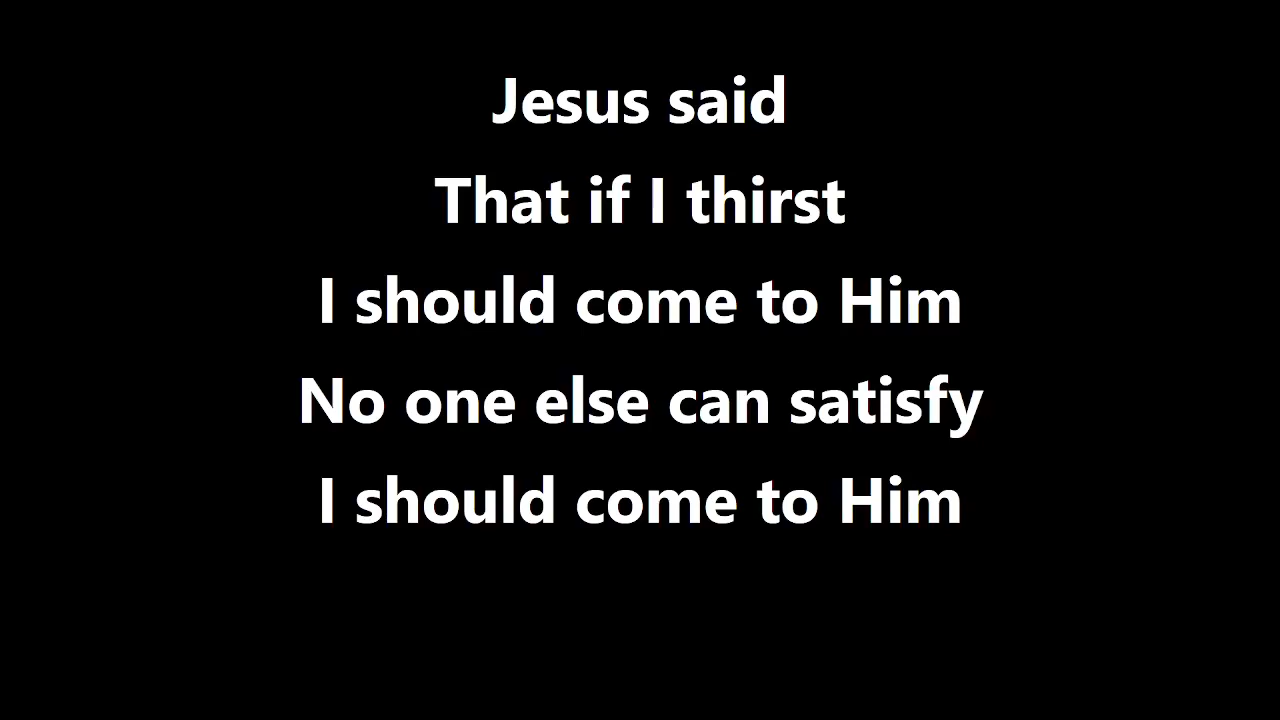 Jesus said
That if I thirst
I should come to Him
No one else can satisfy
I should come to Him